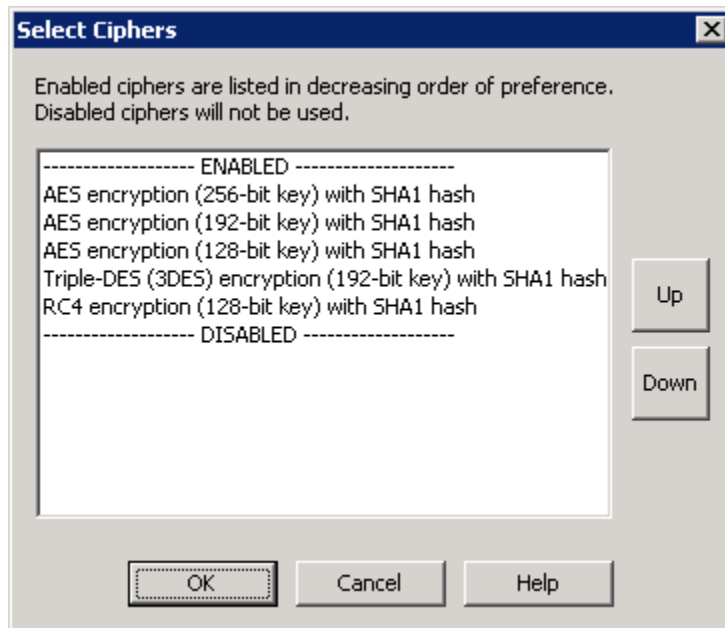 Select Ciphers
Enabled ciphers are listed in decreasing order of preference.
Disabled ciphers will not be used.
------------------- ENABLED --------------------
AES encryption (256-bit key) with SHA1 hash
AES encryption (192-bit key) with SHA1 hash
AES encryption (128-bit key) with SHA1 hash
Triple-DES (3DES) encryption (192-bit key) with SHA1 hash
RC4 encryption (128-bit key) with SHA1 hash
------------------- DISABLED -------------------
Up
Down
OK
Cancel
Help